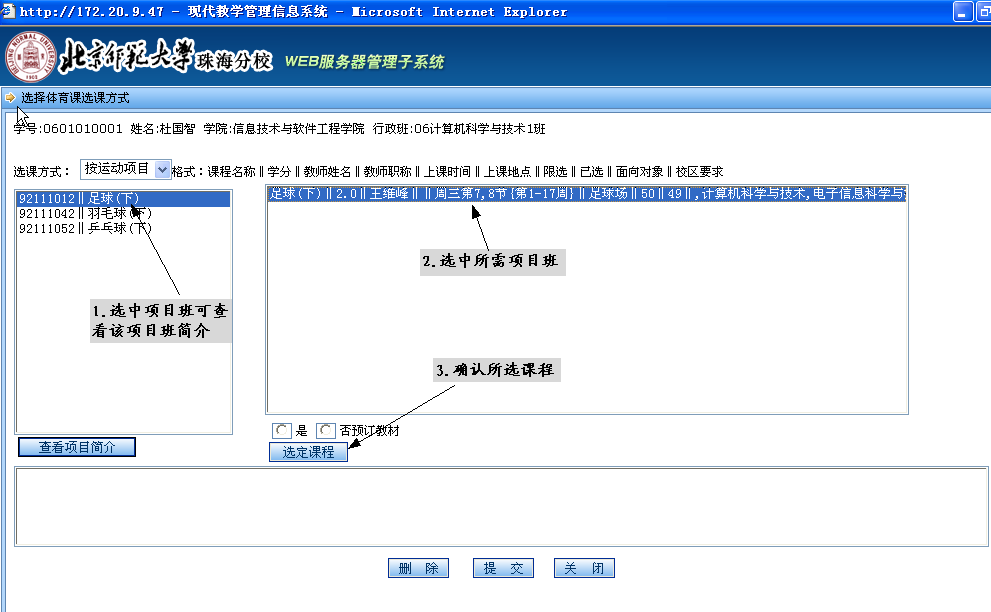 http://172.20.9.47 - 现代教学管理信息系统 - Microsoft Internet Explorer
北京师范大学珠海分校 WEB服务器管理子系统
选择体育课选课方式
学号:0601010001 姓名:杜国智 学院:信息技术与软件工程学院 行政班:06计算机科学与技术1班
选课方式: 按运动项目 格式:课程名称‖学分‖教师姓名‖教师职称‖上课时间‖上课地点‖限选‖已选‖面向对象‖校区要求
92111012‖足球(下)
92111042‖羽毛球(下)
92111052‖乒乓球(下)
足球(下)‖2.0‖王维峰‖‖周三第7,8节{第1-17周}‖足球场‖50‖49‖,计算机科学与技术,电子信息科学与
2.选中所需项目班
1.选中项目班可查
看该项目班简介
3.确认所选课程
是 否预订教材
查看项目简介
选定课程
删 除 提 交 关 闭